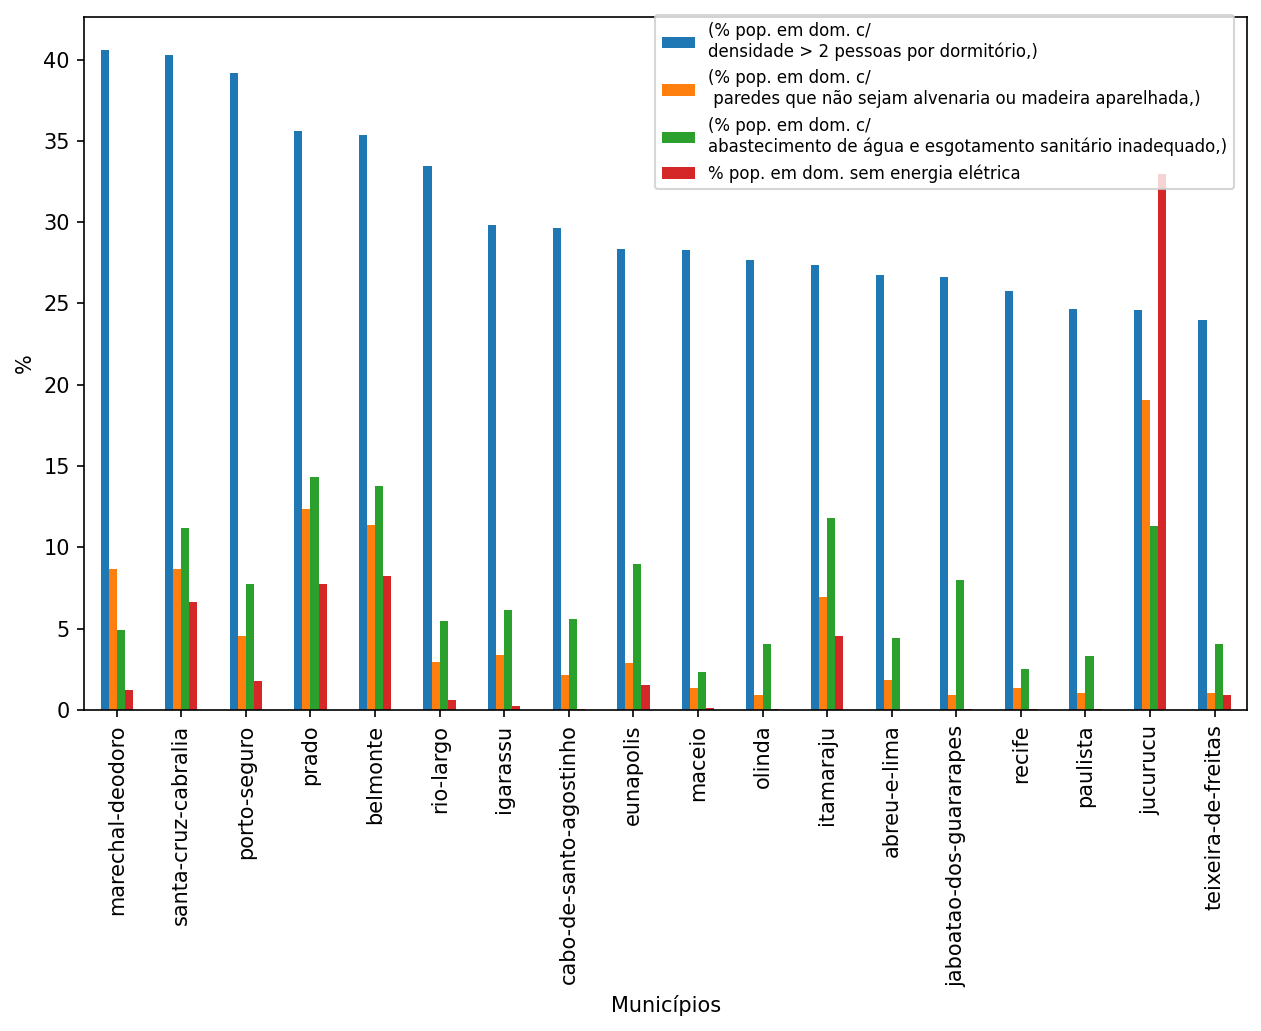 (% pop. em dom. c/
densidade > 2 pessoas por dormitório,)
(% pop. em dom. c/
paredes que não sejam alvenaria ou madeira aparelhada,)
(% pop. em dom. c/
abastecimento de água e esgotamento sanitário inadequado,)
% pop. em dom. sem energia elétrica
40
35
30
25
20
15
10
5
0
%
marechal-deodoro
santa-cruz-cabralia
porto-seguro
prado
belmonte
rio-largo
igarassu
cabo-de-santo-agostinho
eunapolis
maceio
olinda
itamaraju
abreu-e-lima
jaboatao-dos-guararapes
recife
paulista
jucurucu
teixeira-de-freitas
Municípios